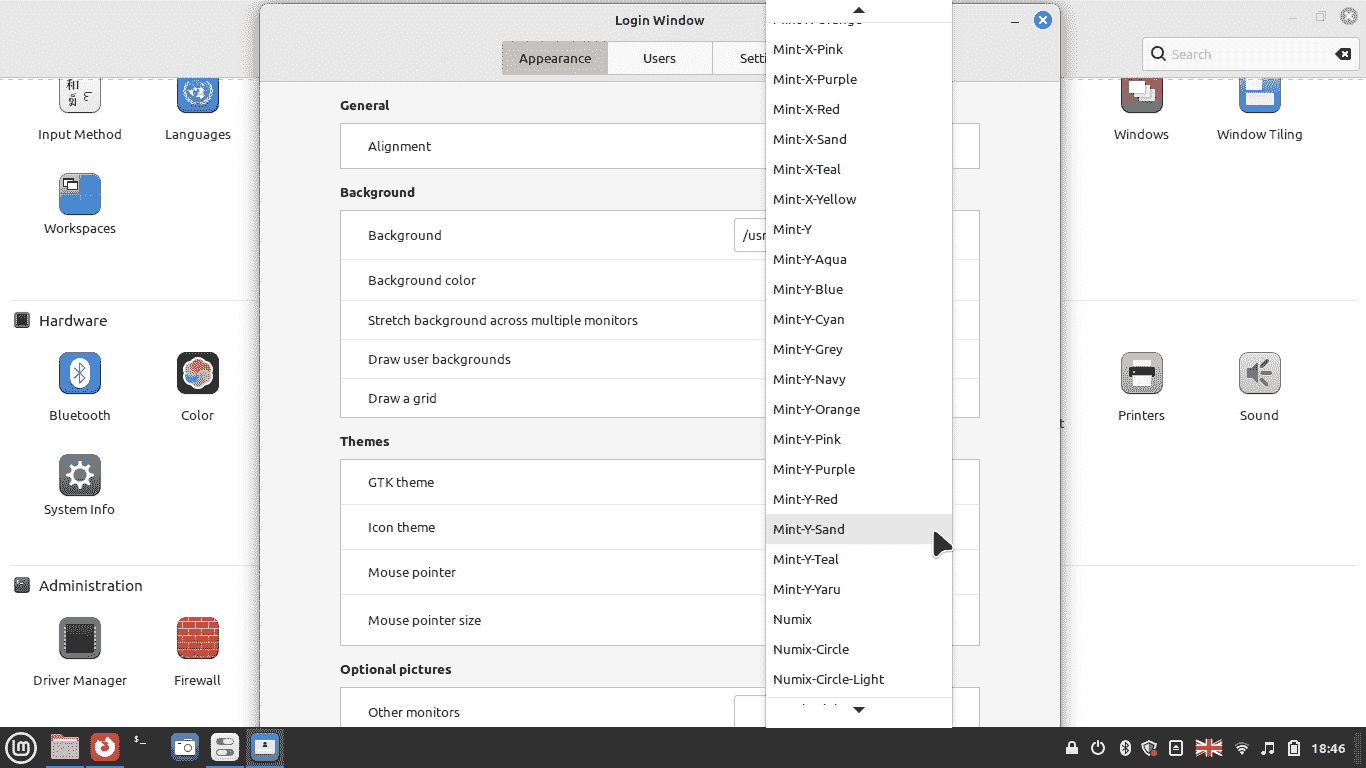 Login Window
Appearance
Users
Setti
Search
Input Method
Languages
Windows
Window Tiling
Workspaces
Hardware
Bluetooth
Color
Printers
Sound
System Info
Administration
Driver Manager
Firewall
General
Alignment
Background
Background
/usr
Background color
Stretch background across multiple monitors
Draw user backgrounds
Draw a grid
Themes
GTK theme
Icon theme
Mouse pointer
Mouse pointer size
Optional pictures
Other monitors
Mint-X-Orange
Mint-X-Pink
Mint-X-Purple
Mint-X-Red
Mint-X-Sand
Mint-X-Teal
Mint-X-Yellow
Mint-Y
Mint-Y-Aqua
Mint-Y-Blue
Mint-Y-Cyan
Mint-Y-Grey
Mint-Y-Navy
Mint-Y-Orange
Mint-Y-Pink
Mint-Y-Purple
Mint-Y-Red
Mint-Y-Sand
Mint-Y-Teal
Mint-Y-Yaru
Numix
Numix-Circle
Numix-Circle-Light
18:46